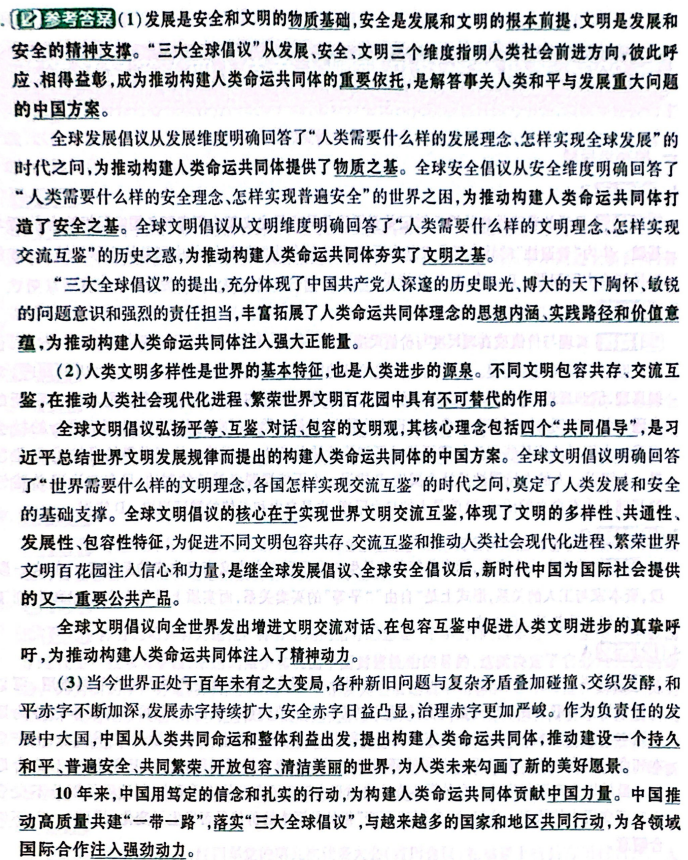 参考答案(1)发展是安全和文明的物质基础,安全是发展和文明的根本前提,文明是发展和
安全的精神支撑。“三大全球倡议”从发展、安全、文明三个维度指明人类社会前进方向,彼此呼
应、相得益彰,成为推动构建人类命运共同体的重要依托,是解答事关人类和平与发展重大问题
的中国方案。
全球发展倡议从发展维度明确回答了“人类需要什么样的发展理念、怎样实现全球发展”的
时代之问,为推动构建人类命运共同体提供了物质之基。全球安全倡议从安全维度明确回答了
“人类需要什么样的安全理念、怎样实现普遍安全”的世界之困,为推动构建人类命运共同体打
造了安全之基。全球文明倡议从文明维度明确回答了“人类需要什么样的文明理念、怎样实现
交流互鉴”的历史之惑,为推动构建人类命运共同体夯实了文明之基。
“三大全球倡议”的提出,充分体现了中国共产党人深邃的历史眼光、博大的天下胸怀、敏锐
的问题意识和强烈的责任担当,丰富拓展了人类命运共同体理念的思想内涵、实践路径和价值意
蕴,为推动构建人类命运共同体注入强大正能量。
(2)人类文明多样性是世界的基本特征,也是人类进步的源泉。不同文明包容共存、交流互
鉴,在推动人类社会现代化进程、繁荣世界文明百花园中具有不可替代的作用。
全球文明倡议弘扬平等、互鉴、对话、包容的文明观,其核心理念包括四个“共同倡导”,是习
近平总结世界文明发展规律而提出的构建人类命运共同体的中国方案。全球文明倡议明确回答
了“世界需要什么样的文明理念,各国怎样实现交流互鉴”的时代之问,奠定了人类发展和安全
的基础支撑。全球文明倡议的核心在于实现世界文明交流互鉴,体现了文明的多样性、共通性、
发展性、包容性特征,为促进不同文明包容共存、交流互鉴和推动人类社会现代化进程、繁荣世界
文明百花园注入信心和力量,是继全球发展倡议、全球安全倡议后,新时代中国为国际社会提供
的又一重要公共产品。
全球文明倡议向全世界发出增进文明交流对话、在包容互鉴中促进人类文明进步的真挚呼
吁,为推动构建人类命运共同体注入了精神动力。
(3)当今世界正处于百年未有之大变局,各种新旧问题与复杂矛盾叠加碰撞、交织发酵,和
平赤字不断加深,发展赤字持续扩大,安全赤字日益凸显,治理赤字更加严峻。作为负责任的发
展中大国,中国从人类共同命运和整体利益出发,提出构建人类命运共同体,推动建设一个持久
和平、普遍安全、共同繁荣、开放包容、清洁美丽的世界,为人类未来勾画了新的美好愿景。
10年来,中国用笃定的信念和扎实的行动,为构建人类命运共同体贡献中国力量。中国推
动高质量共建“一带一路”,落实“三大全球倡议”,与越来越多的国家和地区共同行动,为各领域
国际合作注入强劲动力。